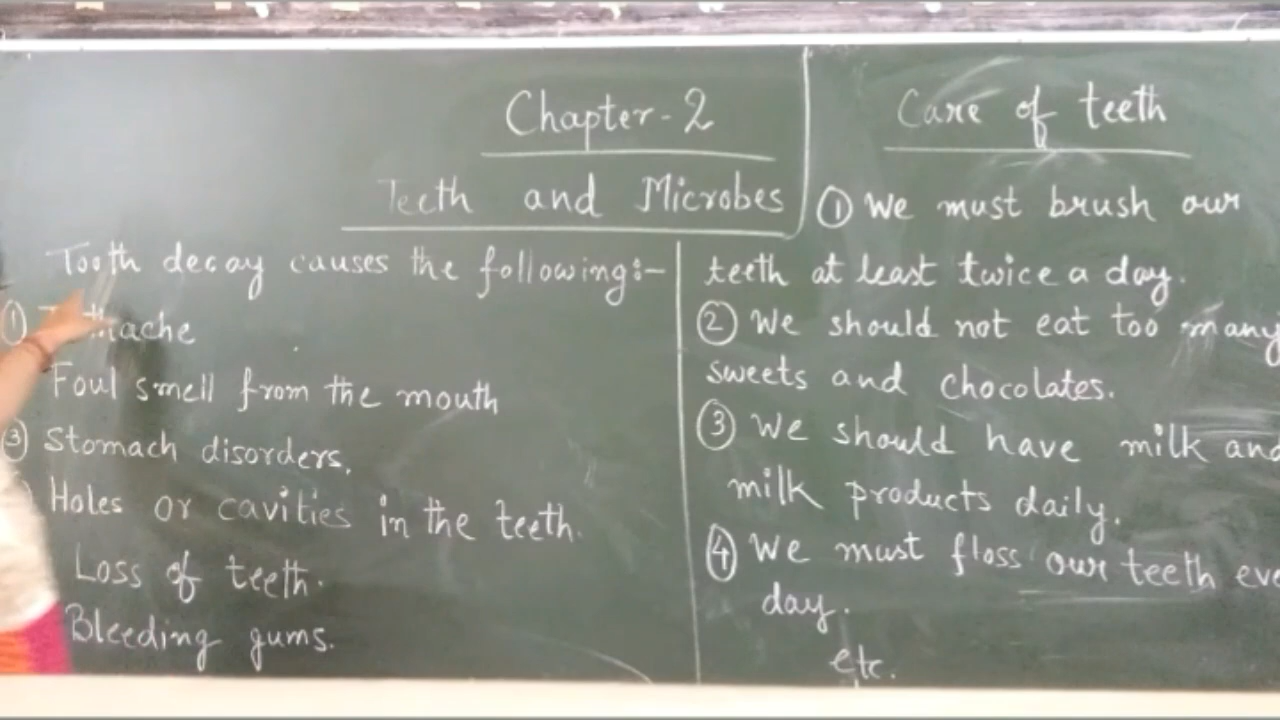 Chapter-2
Teeth and Microbes
Tooth decay causes the following:-
①
Foul smell from the mouth
③ Stomach disorders.
Holes or cavities in the teeth.
Loss of teeth.
Bleeding gums.
Care of teeth
① We must brush our
teeth at least twice a day.
② We should not eat too many
sweets and chocolates.
③ We should have milk and
milk products daily.
④ We must floss our teeth eve
day.
etc.